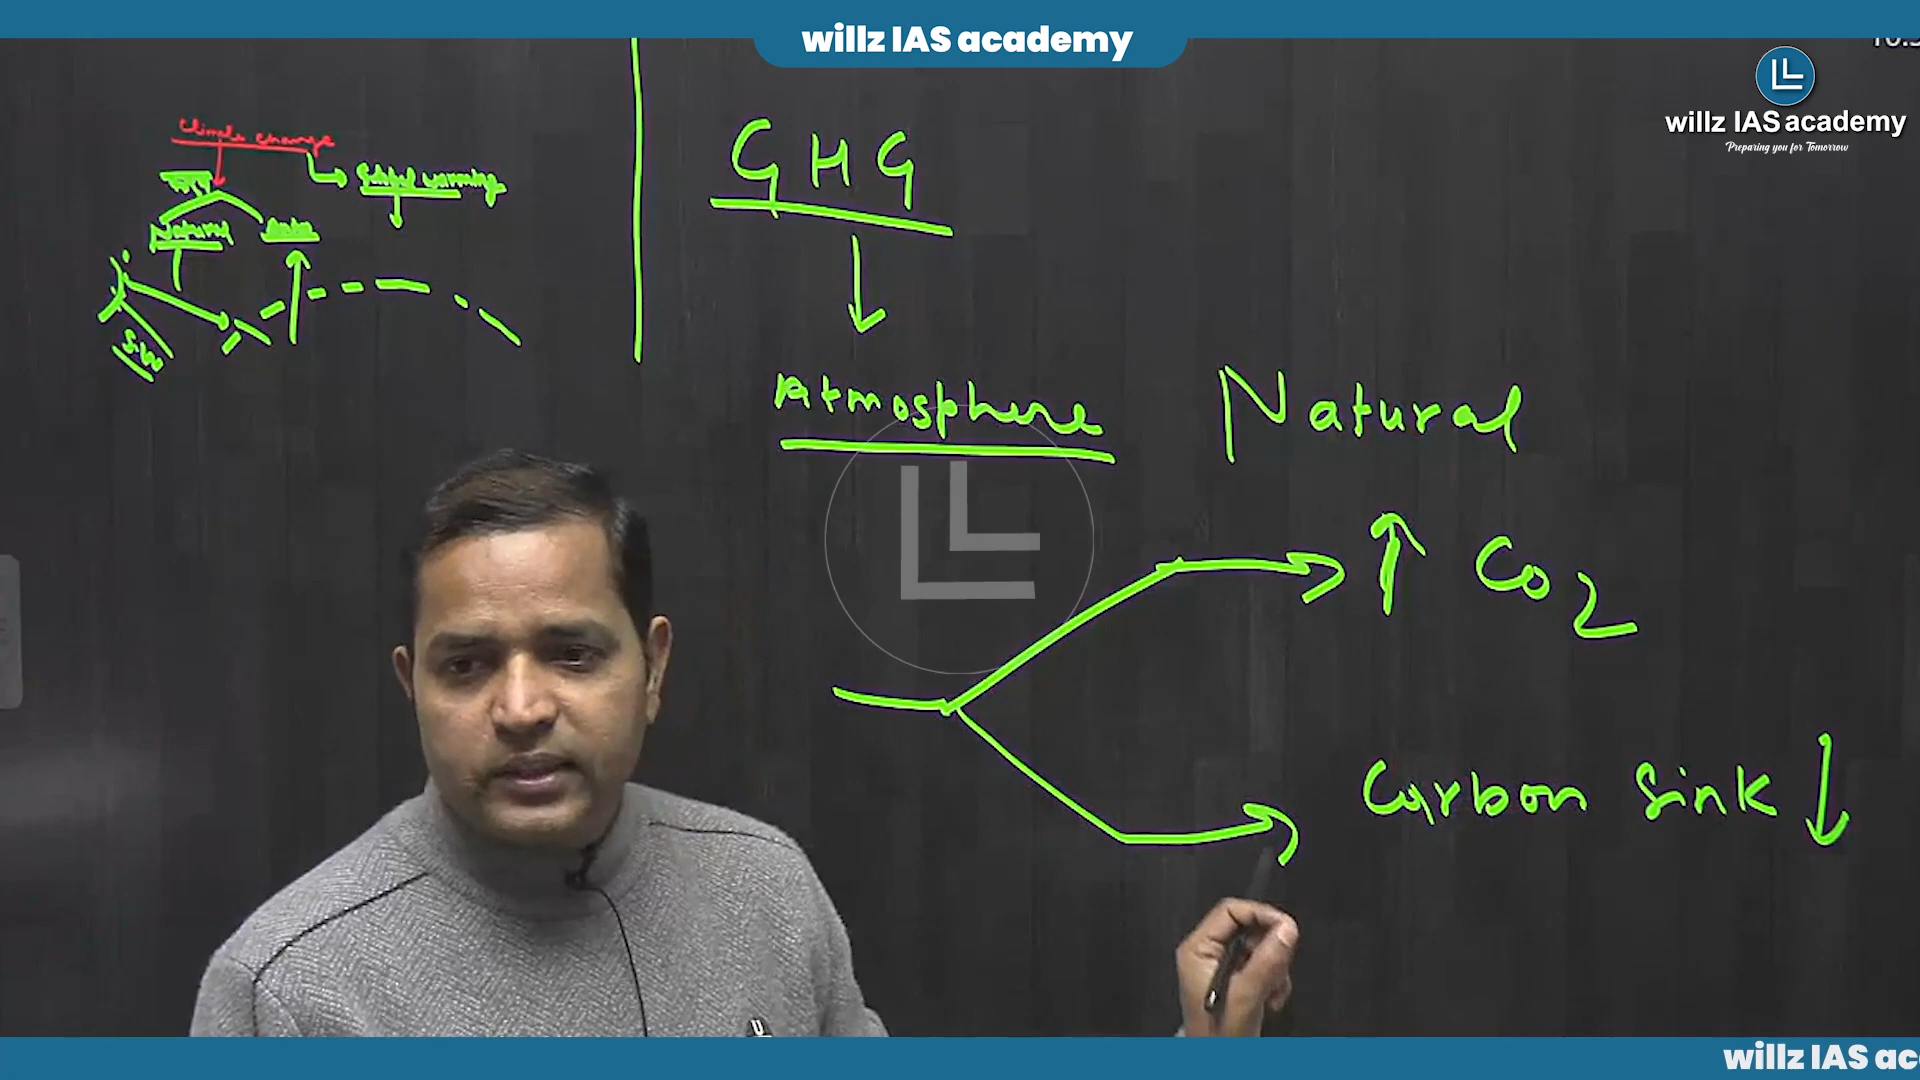 willz IAS academy
willz IAS academy
Preparing you for Tomorrow
Climate change
Global warming
Natural
GHG
Atmosphere
Natural
↑ CO2
Carbon Sink ↓
willz IAS ac